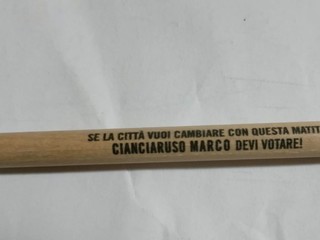 SE LA CITTÀ VUOI CAMBIARE CON QUESTA MATIT
CIANCIARUSO MARCO DEVI VOTARE!